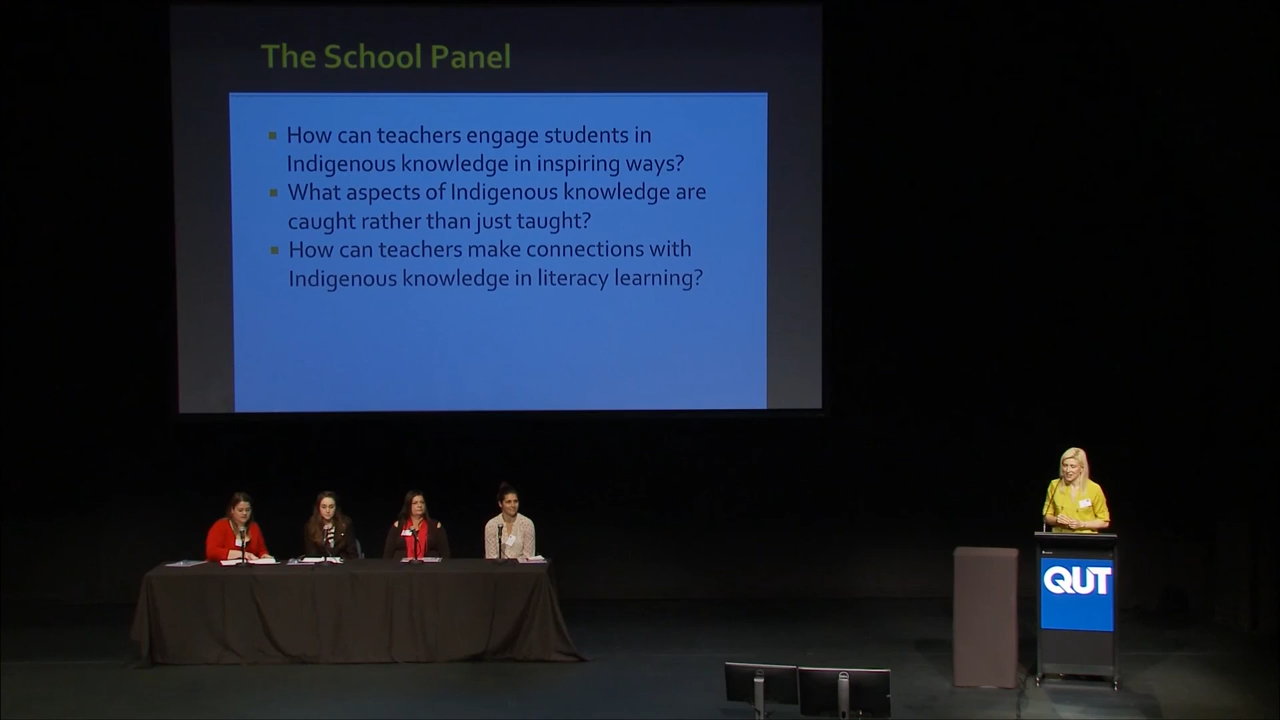 The School Panel
How can teachers engage students in
Indigenous knowledge in inspiring ways?
What aspects of Indigenous knowledge are
caught rather than just taught?
How can teachers make connections with
Indigenous knowledge in literacy learning?
QUT